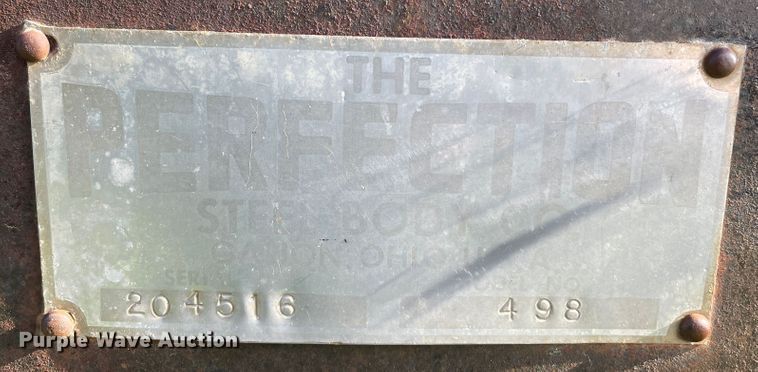 THE
PERFECTION
STEEL BODY CO.
GALION, OHIO U.S.A.
204516 498
Purple Wave Auction